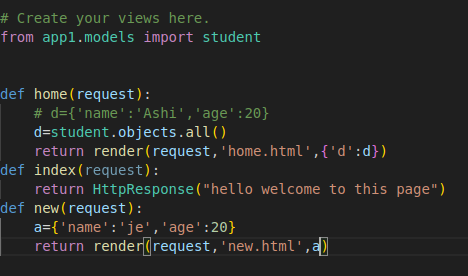 # Create your views here.
from app1.models import student
def home(request):
# d={'name':'Ashi','age':20}
d=student.objects.all()
return render(request,'home.html',{'d':d})
def index(request):
return HttpResponse("hello welcome to this page")
def new(request):
a={'name':'je','age':20}
return render(request,'new.html',a)